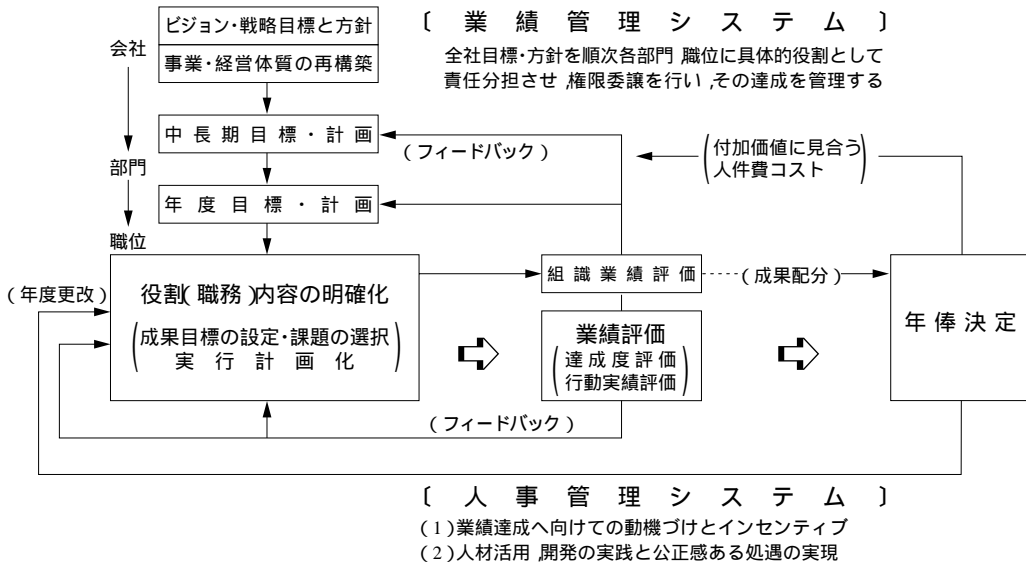 ビジョン・戦略目標と方針
事業・経営体質の再構築
会社
部門
職位
〔 業 績 管 理 シ ス テ ム 〕
全社目標・方針を順次各部門,職位に具体的役割として
責任分担させ,権限委譲を行い,その達成を管理する
中 長 期 目 標 ・ 計 画
(フィードバック)
(付加価値に見合う
人件費コスト)
年 度 目 標 ・ 計 画
(年度更改)
役割(職務)内容の明確化
(成果目標の設定・課題の選択
実 行 計 画 化)
組 識 業 績 評 価
(成果配分)
業績評価
(達 成 度 評 価
行動実績評価)
年 俸 決 定
(フィードバック)
〔 人 事 管 理 シ ス テ ム 〕
(1)業績達成へ向けての動機づけとインセンティブ
(2)人材活用,開発の実践と公正感ある処遇の実現